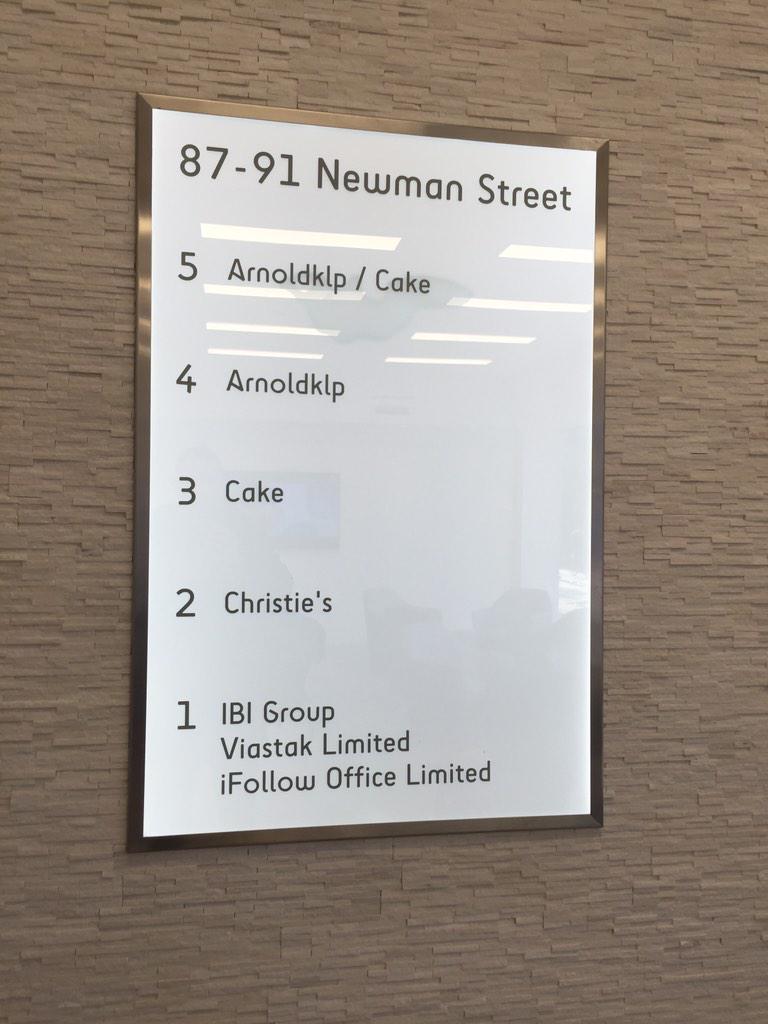 87-91 Newman Street
5 Arnoldklp / Cake
4 Arnoldklp
3 Cake
2 Christie's
1 IBI Group
Viastak Limited
iFollow Office Limited